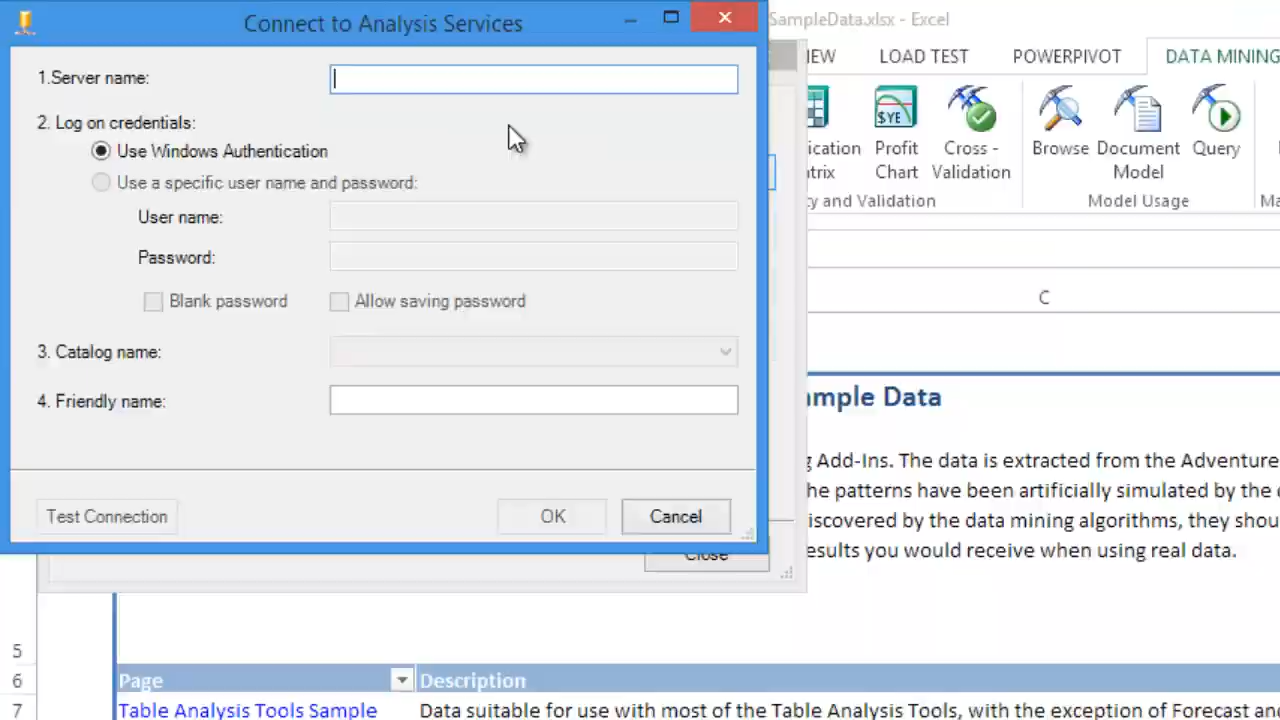 Connect to Analysis Services
SampleData.xlsx - Excel
1.Server name:
2. Log on credentials:
Use Windows Authentication
Use a specific user name and password:
User name:
Password:
Blank password
Allow saving password
3. Catalog name:
4. Friendly name:
Test Connection
OK
Cancel
Close
LOAD TEST
POWERPIVOT
DATA MINING
$YE
Profit
Chart
Cross -
Validation
Browse
Document
Model
Query
y and Validation
Model Usage
C
ample Data
g Add-Ins. The data is extracted from the Adventure
he patterns have been artificially simulated by the
iscovered by the data mining algorithms, they shou
esults you would receive when using real data.
5
6
Page
Description
7
Table Analysis Tools Sample
Data suitable for use with most of the Table Analysis Tools, with the exception of Forecast and